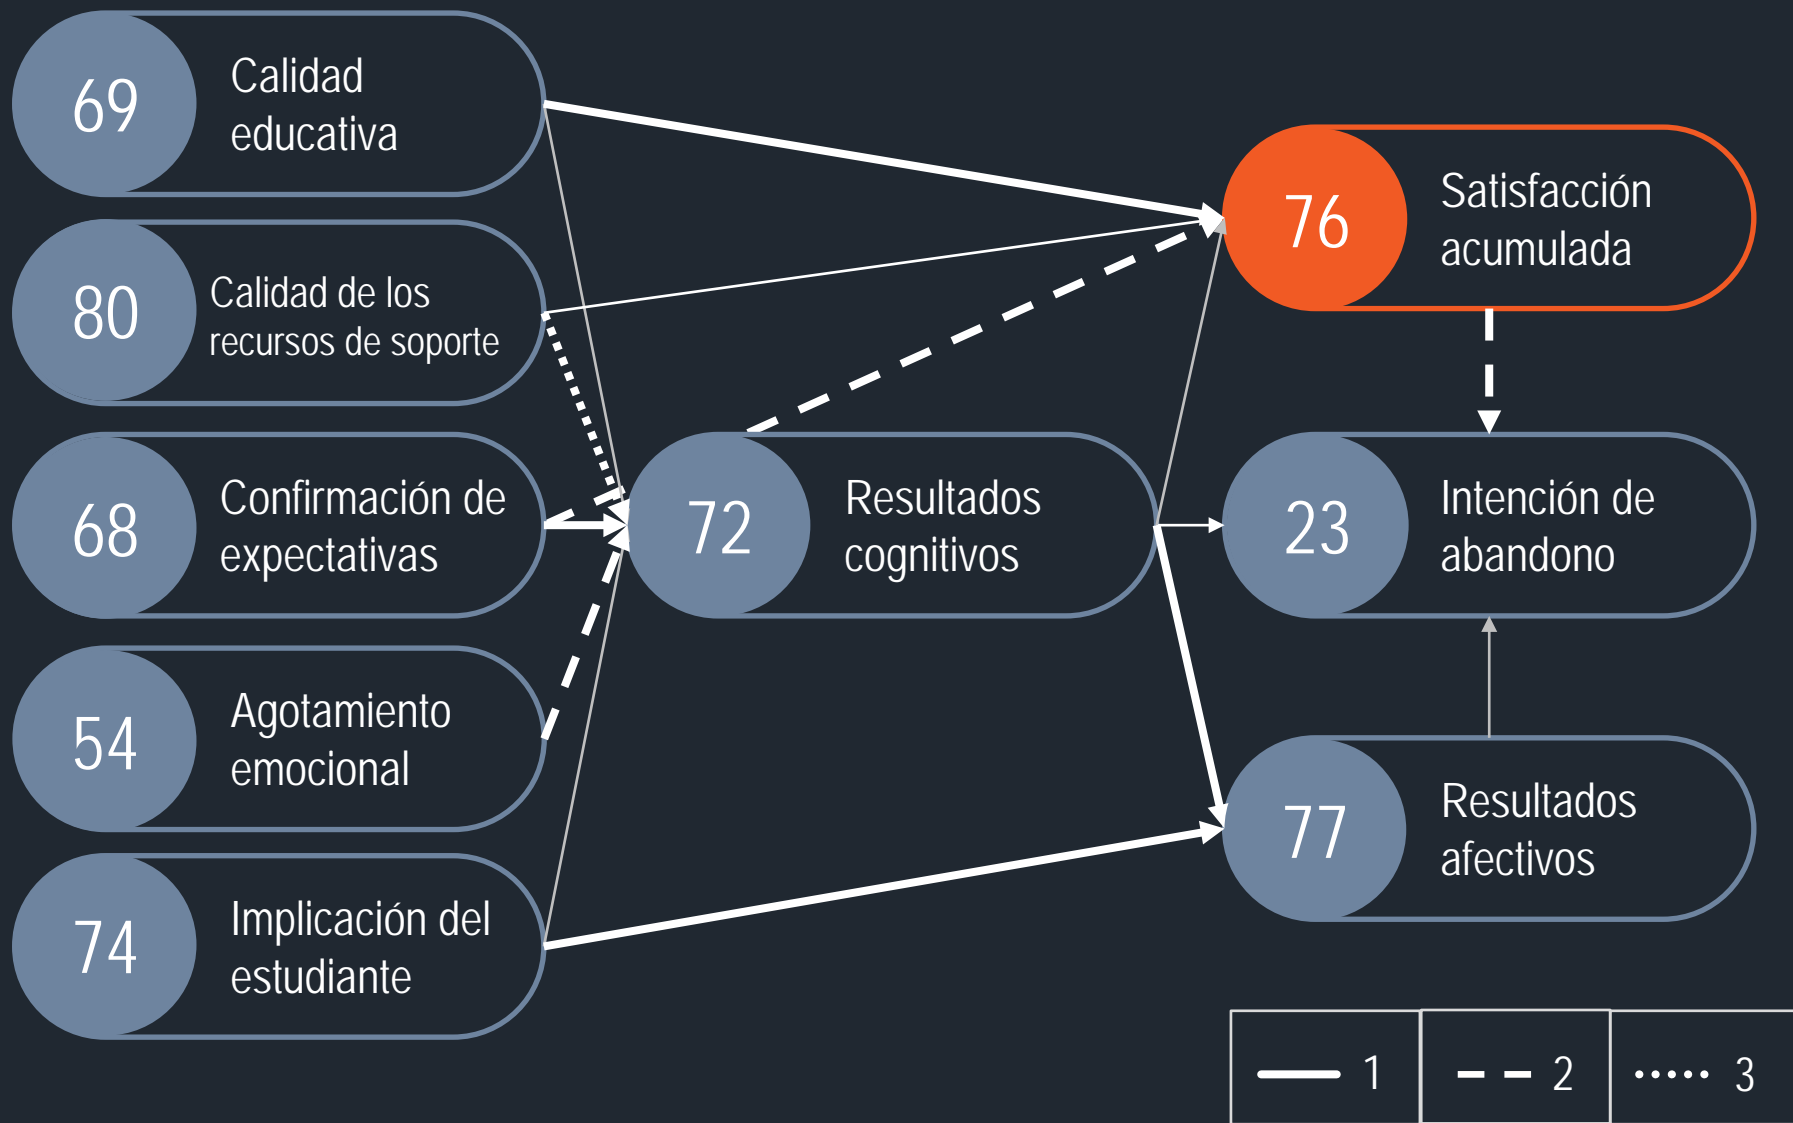 69
Calidad
educativa
80
Calidad de los
recursos de soporte
68
Confirmación de
expectativas
54
Agotamiento
emocional
74
Implicación del
estudiante
72
Resultados
cognitivos
76
Satisfacción
acumulada
23
Intención de
abandono
77
Resultados
afectivos
1
2
3